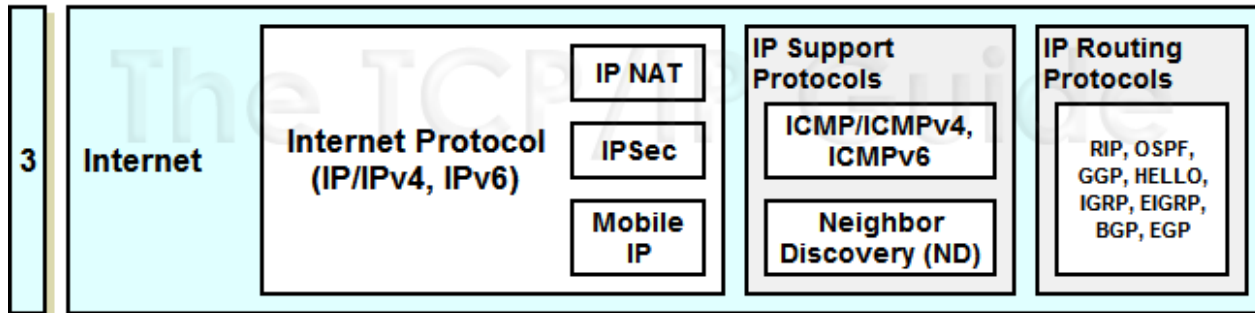 The TCP/IP Guide
3
Internet
Internet Protocol
(IP/IPv4, IPv6)
IP NAT
IPSec
Mobile
IP
IP Support
Protocols
ICMP/ICMPv4,
ICMPv6
Neighbor
Discovery (ND)
IP Routing
Protocols
RIP, OSPF,
GGP, HELLO,
IGRP, EIGRP,
BGP, EGP